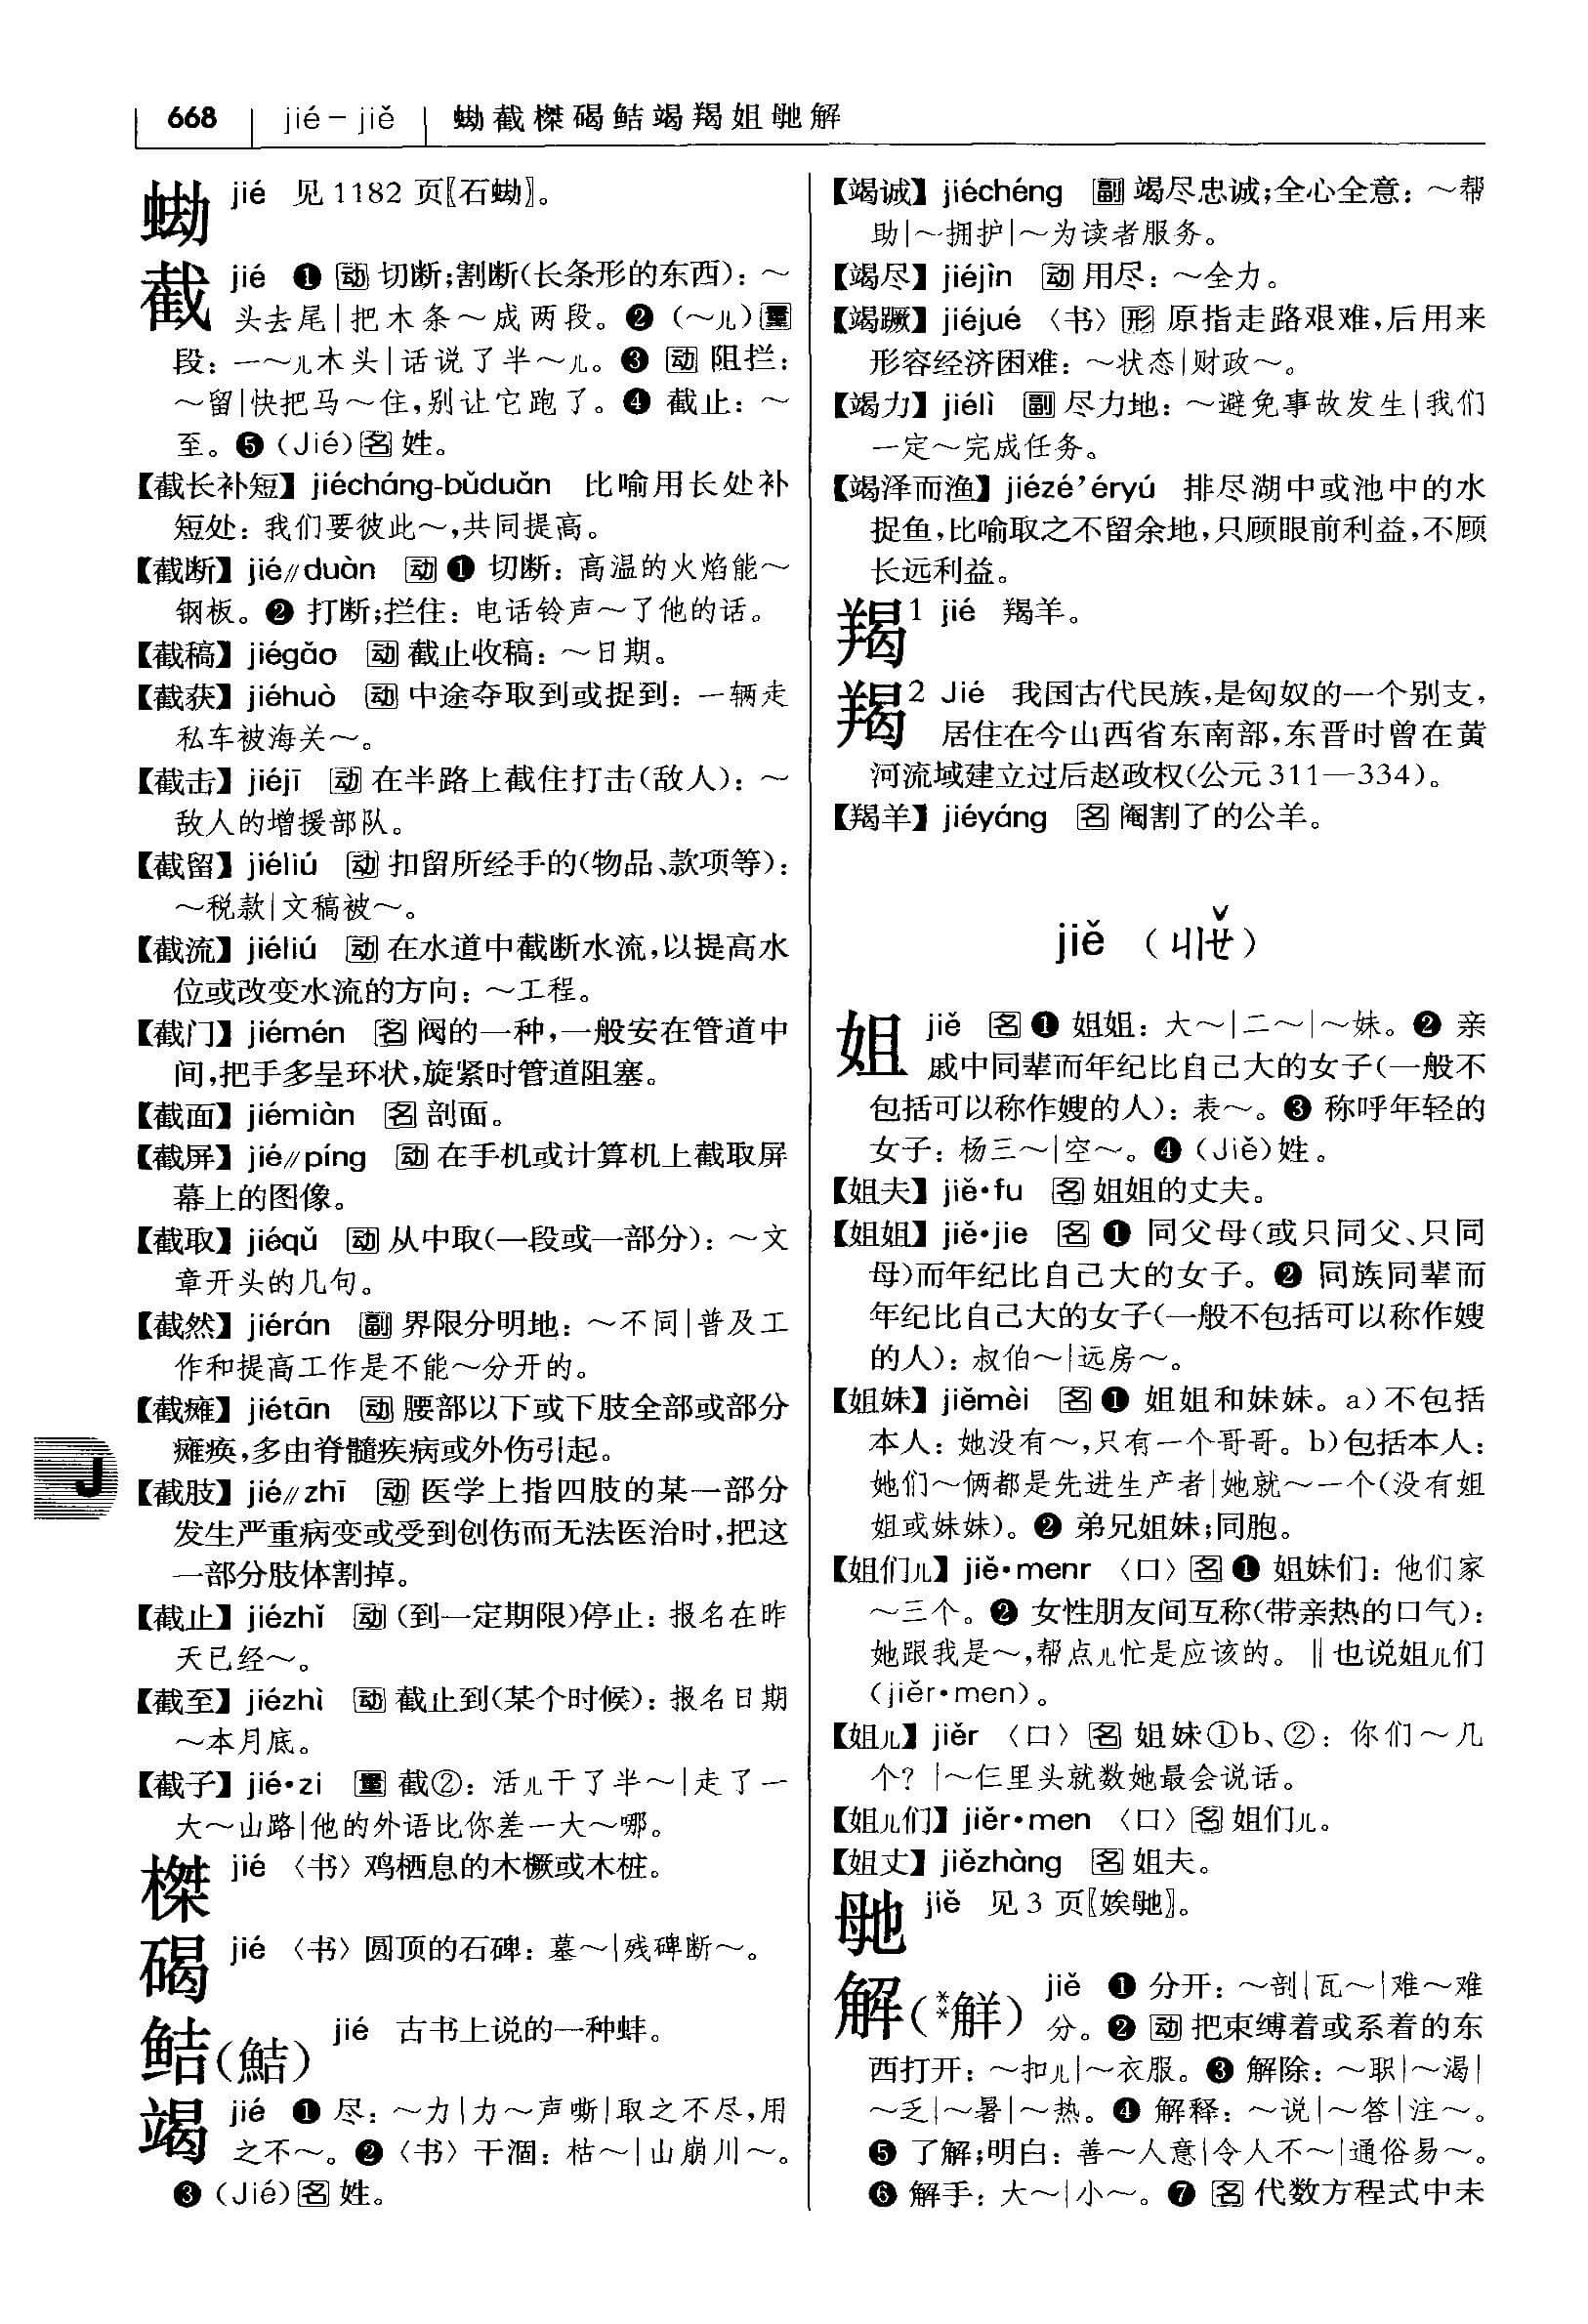 668 jié－jiě 蜐截榤碣鲒竭羯姐毑解
蜐 jié 见1182页〖石蜐〗。
截 jié ❶ 动 切断;割断(长条形的东西)：～
头去尾|把木条～成两段。❷（～儿）量
段：一～儿木头|话说了半～儿。❸ 动 阻拦：
～留|快把马～住,别让它跑了。❹ 截止：～
至。❺（Jié）名 姓。
【截长补短】jiécháng-bǔduǎn 比喻用长处补
短处：我们要彼此～,共同提高。
【截断】jié∥duàn 动 ❶ 切断：高温的火焰能～
钢板。❷ 打断;拦住：电话铃声～了他的话。
【截稿】jiégǎo 动 截止收稿：～日期。
【截获】jiéhuò 动 中途夺取到或捉到：一辆走
私车被海关～。
【截击】jiéjī 动 在半路上截住打击(敌人)：～
敌人的增援部队。
【截留】jiéliú 动 扣留所经手的(物品、款项等)：
～税款|文稿被～。
【截流】jiéliú 动 在水道中截断水流,以提高水
位或改变水流的方向：～工程。
【截门】jiémén 名 阀的一种,一般安在管道中
间,把手多呈环状,旋紧时管道阻塞。
【截面】jiémiàn 名 剖面。
【截屏】jié∥píng 动 在手机或计算机上截取屏
幕上的图像。
【截取】jiéqǔ 动 从中取(一段或一部分)：～文
章开头的几句。
【截然】jiérán 副 界限分明地：～不同|普及工
作和提高工作是不能～分开的。
【截瘫】jiétān 动 腰部以下或下肢全部或部分
瘫痪,多由脊髓疾病或外伤引起。
【截肢】jié∥zhī 动 医学上指四肢的某一部分
发生严重病变或受到创伤而无法医治时,把这
一部分肢体割掉。
【截止】jiézhǐ 动 (到一定期限)停止：报名在昨
天已经～。
【截至】jiézhì 动 截止到(某个时候)：报名日期
～本月底。
【截子】jié•zi 量 截②：活儿干了半～|走了一
大～山路|他的外语比你差一大～哪。
榤 jié〈书〉鸡栖息的木橛或木桩。
碣 jié〈书〉圆顶的石碑：墓～|残碑断～。
鲒(鮚) jié 古书上说的一种蚌。
竭 jié ❶ 尽：～力|力～声嘶|取之不尽,用
之不～。❷〈书〉干涸：枯～|山崩川～。
❸（Jié）名 姓。
J
【竭诚】jiéchéng 副 竭尽忠诚;全心全意：～帮
助|～拥护|～为读者服务。
【竭尽】jiéjìn 动 用尽：～全力。
【竭蹶】jiéjué〈书〉形 原指走路艰难,后用来
形容经济困难：～状态|财政～。
【竭力】jiélì 副 尽力地：～避免事故发生|我们
一定～完成任务。
【竭泽而渔】jiézé'éryú 排尽湖中或池中的水
捉鱼,比喻取之不留余地,只顾眼前利益,不顾
长远利益。
羯1 jié 羯羊。
羯2 Jié 我国古代民族,是匈奴的一个别支,
居住在今山西省东南部,东晋时曾在黄
河流域建立过后赵政权(公元311—334)。
【羯羊】jiéyáng 名 阉割了的公羊。
jiě（ㄐㄧㄝˇ）
姐 jiě 名 ❶ 姐姐：大～|二～|～妹。❷ 亲
戚中同辈而年纪比自己大的女子(一般不
包括可以称作嫂的人)：表～。❸ 称呼年轻的
女子：杨三～|空～。❹（Jiě）姓。
【姐夫】jiě•fu 名 姐姐的丈夫。
【姐姐】jiě•jie 名 ❶ 同父母(或只同父、只同
母)而年纪比自己大的女子。❷ 同族同辈而
年纪比自己大的女子(一般不包括可以称作嫂
的人)：叔伯～|远房～。
【姐妹】jiěmèi 名 ❶ 姐姐和妹妹。a)不包括
本人：她没有～,只有一个哥哥。b)包括本人：
她们～俩都是先进生产者|她就～一个(没有姐
姐或妹妹)。❷ 弟兄姐妹;同胞。
【姐们儿】jiě•menr〈口〉名 ❶ 姐妹们：他们家
～三个。❷ 女性朋友间互称(带亲热的口气)：
她跟我是～,帮点儿忙是应该的。‖也说姐儿们
（jiěr•men）。
【姐儿】jiěr〈口〉名 姐妹①b、②：你们～几
个？|～仨里头就数她最会说话。
【姐儿们】jiěr•men〈口〉名 姐们儿。
【姐丈】jiězhàng 名 姐夫。
毑 jiě 见3页〖娭毑〗。
解(**觧) jiě ❶ 分开：～剖|瓦～|难～难
分。❷ 动 把束缚着或系着的东
西打开：～扣儿|～衣服。❸ 解除：～职|～渴|
～乏|～暑|～热。❹ 解释：～说|～答|注～。
❺ 了解;明白：善～人意|令人不～|通俗易～。
❻ 解手：大～|小～。❼ 名 代数方程式中未